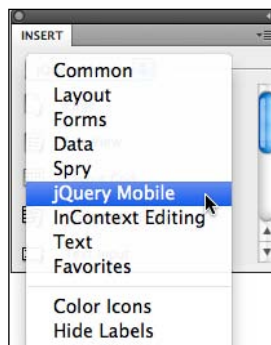 INSERT
Common
Layout
Forms
Data
Spry
jQuery Mobile
InContext Editing
Text
Favorites
Color Icons
Hide Labels